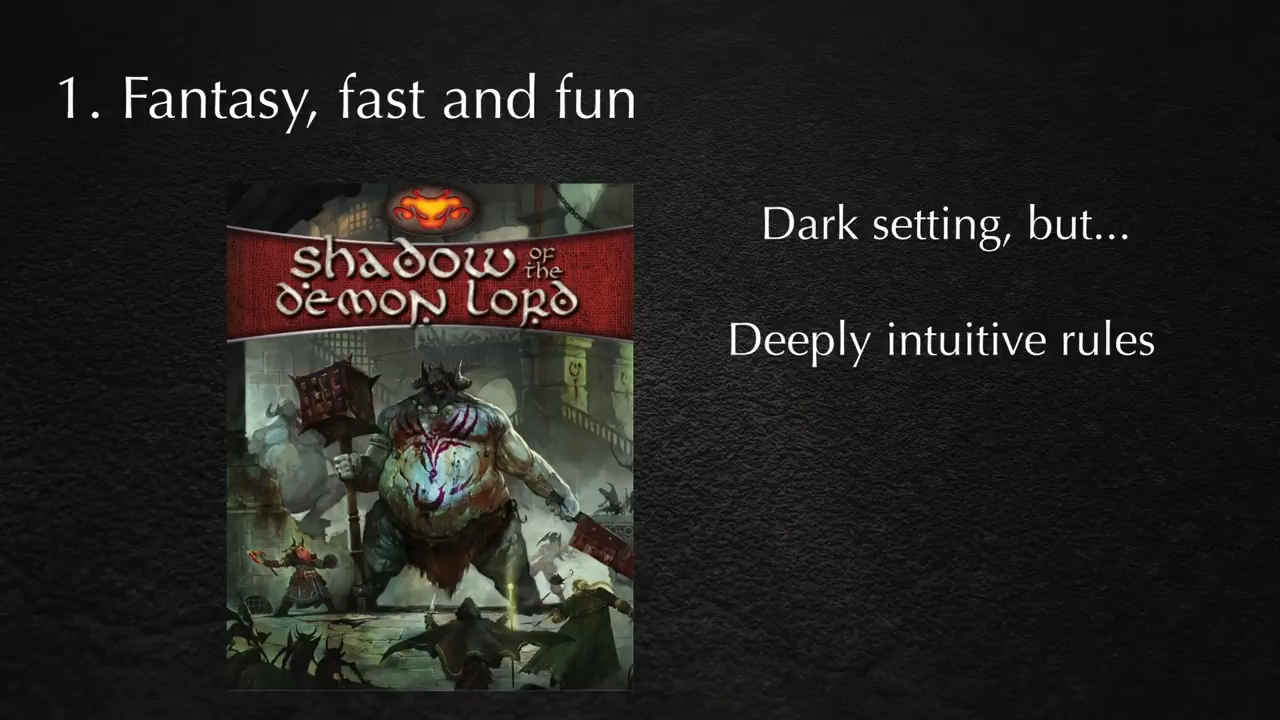 1. Fantasy, fast and fun
shadow of the
demon lord
Dark setting, but...
Deeply intuitive rules